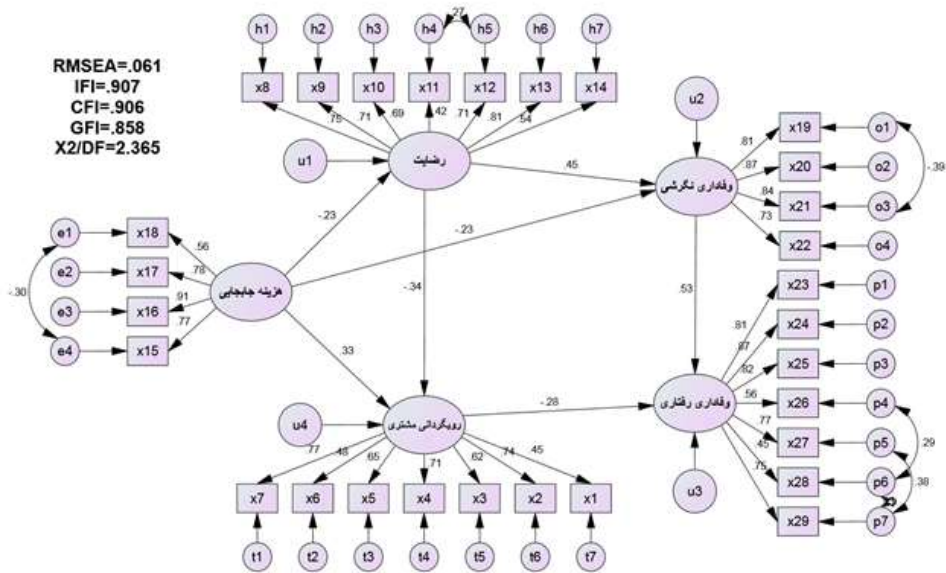 RMSEA=.061
IFI=.907
CFI=.906
GFI=.858
X2/DF=2.365
.27
h1 h2 h3 h4 h5 h6 h7
x8 x9 x10 x11 x12 x13 x14
.75 .71 .69 .42 .71 .81 .54
u1
رضایت
u2
وفاداری نگرشی
.81 x19 o1
.87 x20 o2
.84 x21 o3
.73 x22 o4
-.39
.45
-.23
-.23
-.34
.53
e1 x18 .56
e2 x17 .78
e3 x16 .91
e4 x15 .77
-.30
هزینه جابجایی
.33
-.28
x23 p1
.81 x24 p2
.87 x25 p3
.82 x26 p4
.56 x27 p5
.77 x28 p6
.45 x29 p7
.75
.29
.38
وفاداری رفتاری
u3
u4
رویگردانی مشتری
.77 .48 .65 .71 .62 .74 .45
x7 x6 x5 x4 x3 x2 x1
t1 t2 t3 t4 t5 t6 t7